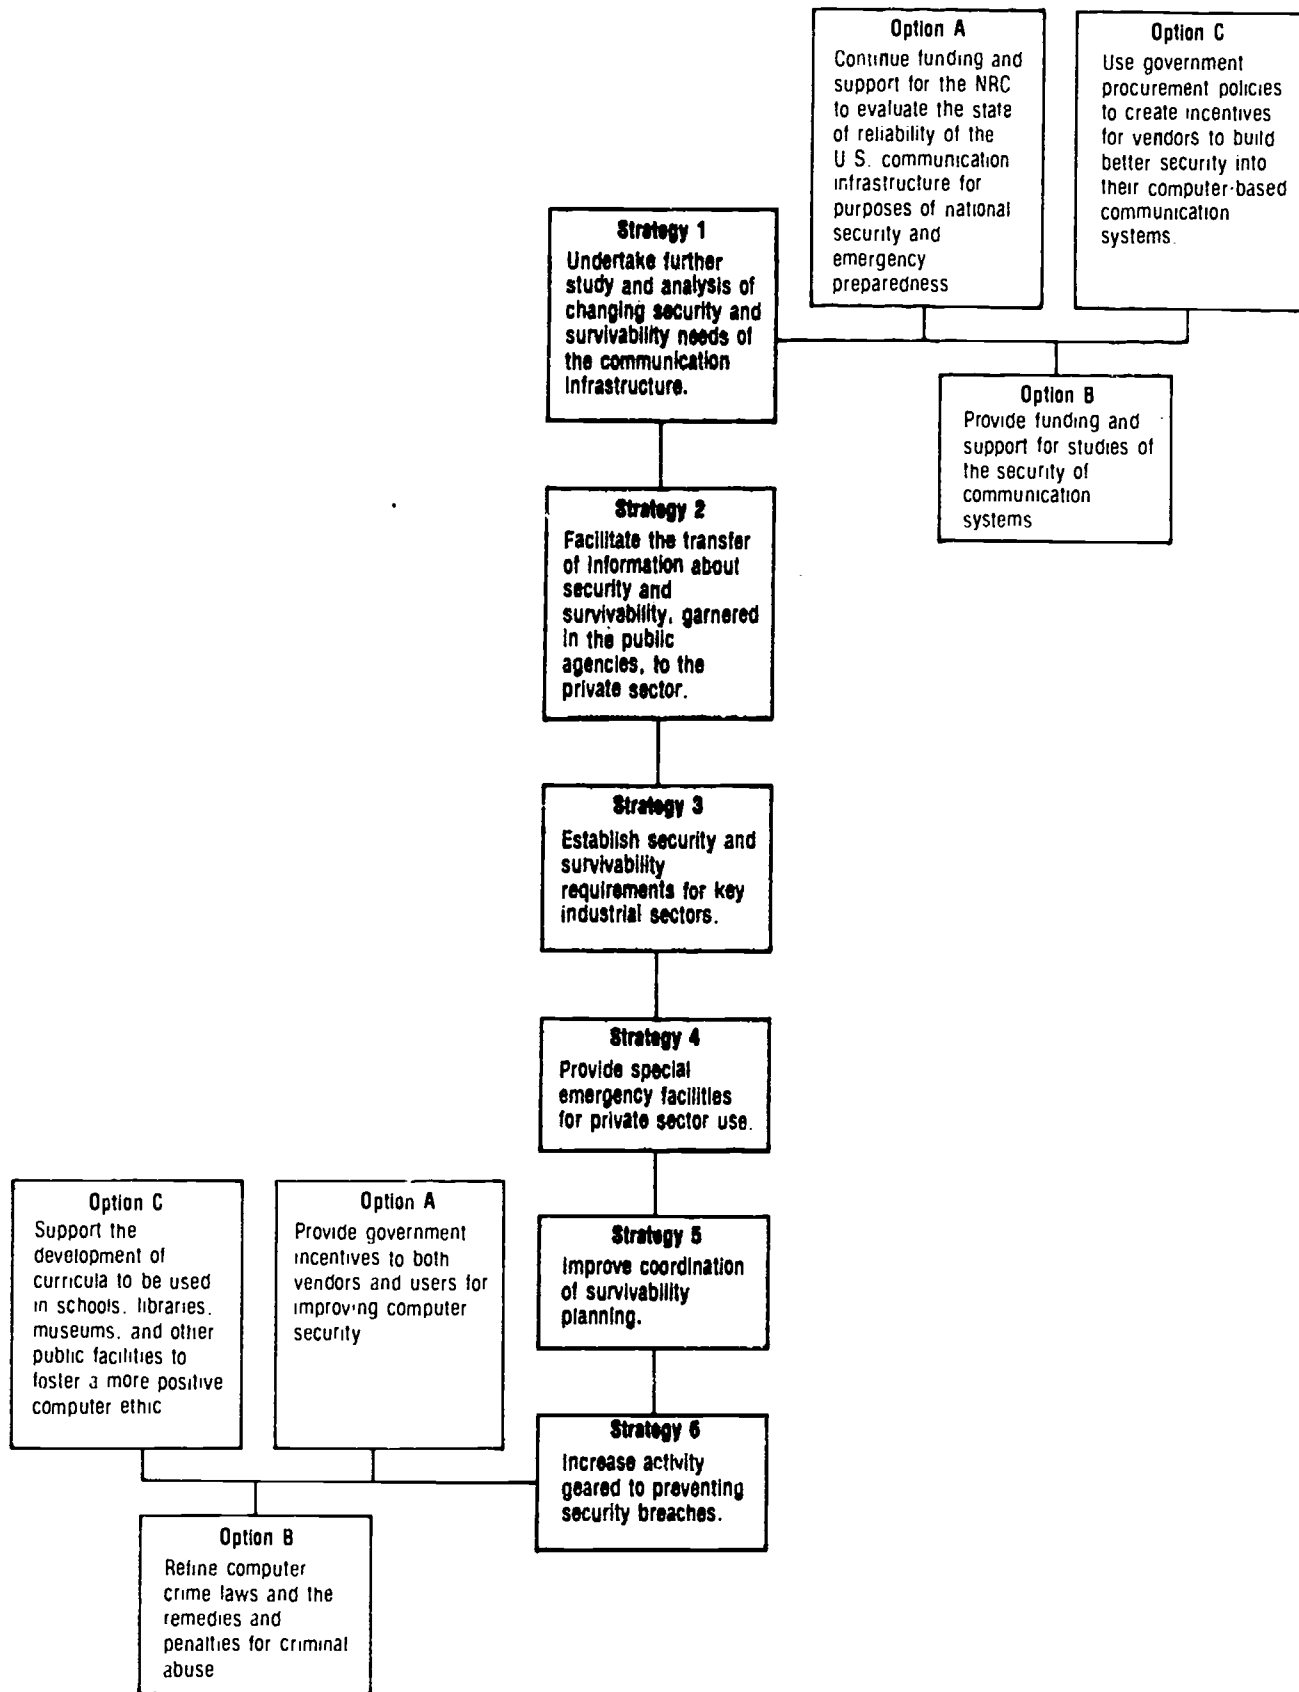 Option A
Continue funding and
support for the NRC
to evaluate the state
of reliability of the
U S. communication
infrastructure for
purposes of national
security and
emergency
preparedness
Option C
Use government
procurement policies
to create incentives
for vendors to build
better security into
their computer-based
communication
systems.
Strategy 1
Undertake further
study and analysis of
changing security and
survivability needs of
the communication
infrastructure.
Option B
Provide funding and
support for studies of
the security of
communication
systems
Strategy 2
Facilitate the transfer
of information about
security and
survivability, garnered
in the public
agencies, to the
private sector.
Strategy 3
Establish security and
survivability
requirements for key
industrial sectors.
Strategy 4
Provide special
emergency facilities
for private sector use.
Option C
Support the
development of
curricula to be used
in schools, libraries,
museums, and other
public facilities to
foster a more positive
computer ethic
Option A
Provide government
incentives to both
vendors and users for
improving computer
security
Strategy 5
Improve coordination
of survivability
planning.
Strategy 6
Increase activity
geared to preventing
security breaches.
Option B
Refine computer
crime laws and the
remedies and
penalties for criminal
abuse